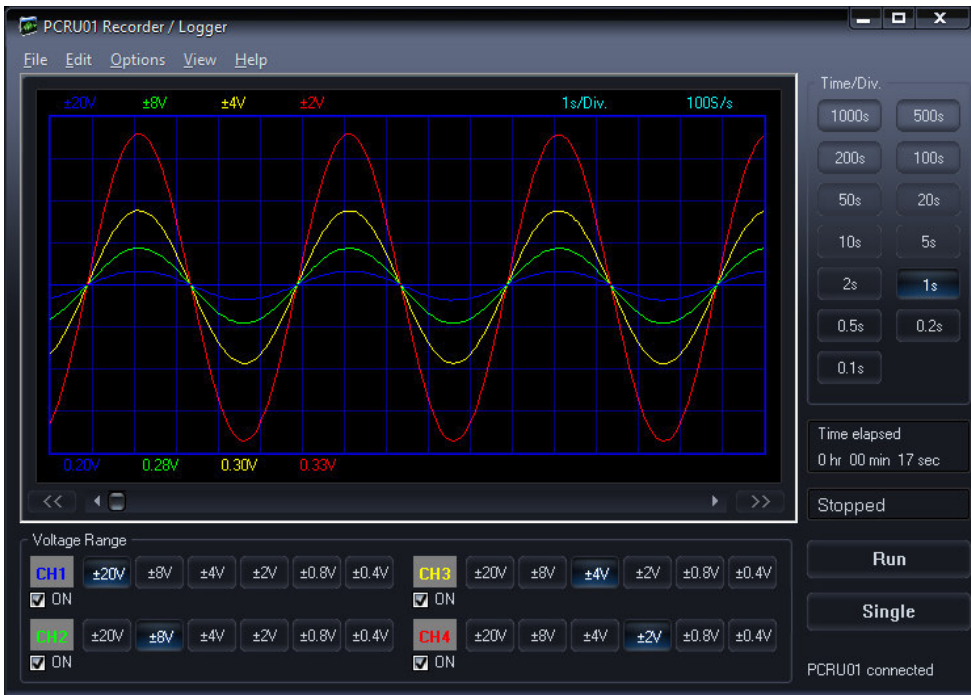 PCRU01 Recorder / Logger
File Edit Options View Help
±20V ±8V ±4V ±2V 1s/Div. 100S/s
0.20V 0.28V 0.30V 0.33V
<< >>
Time/Div.
1000s 500s
200s 100s
50s 20s
10s 5s
2s 1s
0.5s 0.2s
0.1s
Time elapsed
0 hr 00 min 17 sec
Stopped
Run
Single
PCRU01 connected
Voltage Range
CH1 ±20V ±8V ±4V ±2V ±0.8V ±0.4V
ON
CH2 ±20V ±8V ±4V ±2V ±0.8V ±0.4V
ON
CH3 ±20V ±8V ±4V ±2V ±0.8V ±0.4V
ON
CH4 ±20V ±8V ±4V ±2V ±0.8V ±0.4V
ON